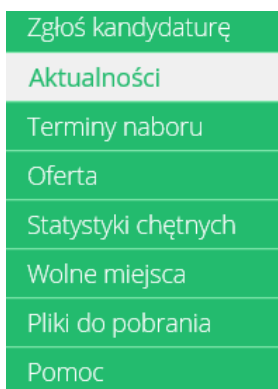 Zgłoś kandydaturę
Aktualności
Terminy naboru
Oferta
Statystyki chętnych
Wolne miejsca
Pliki do pobrania
Pomoc